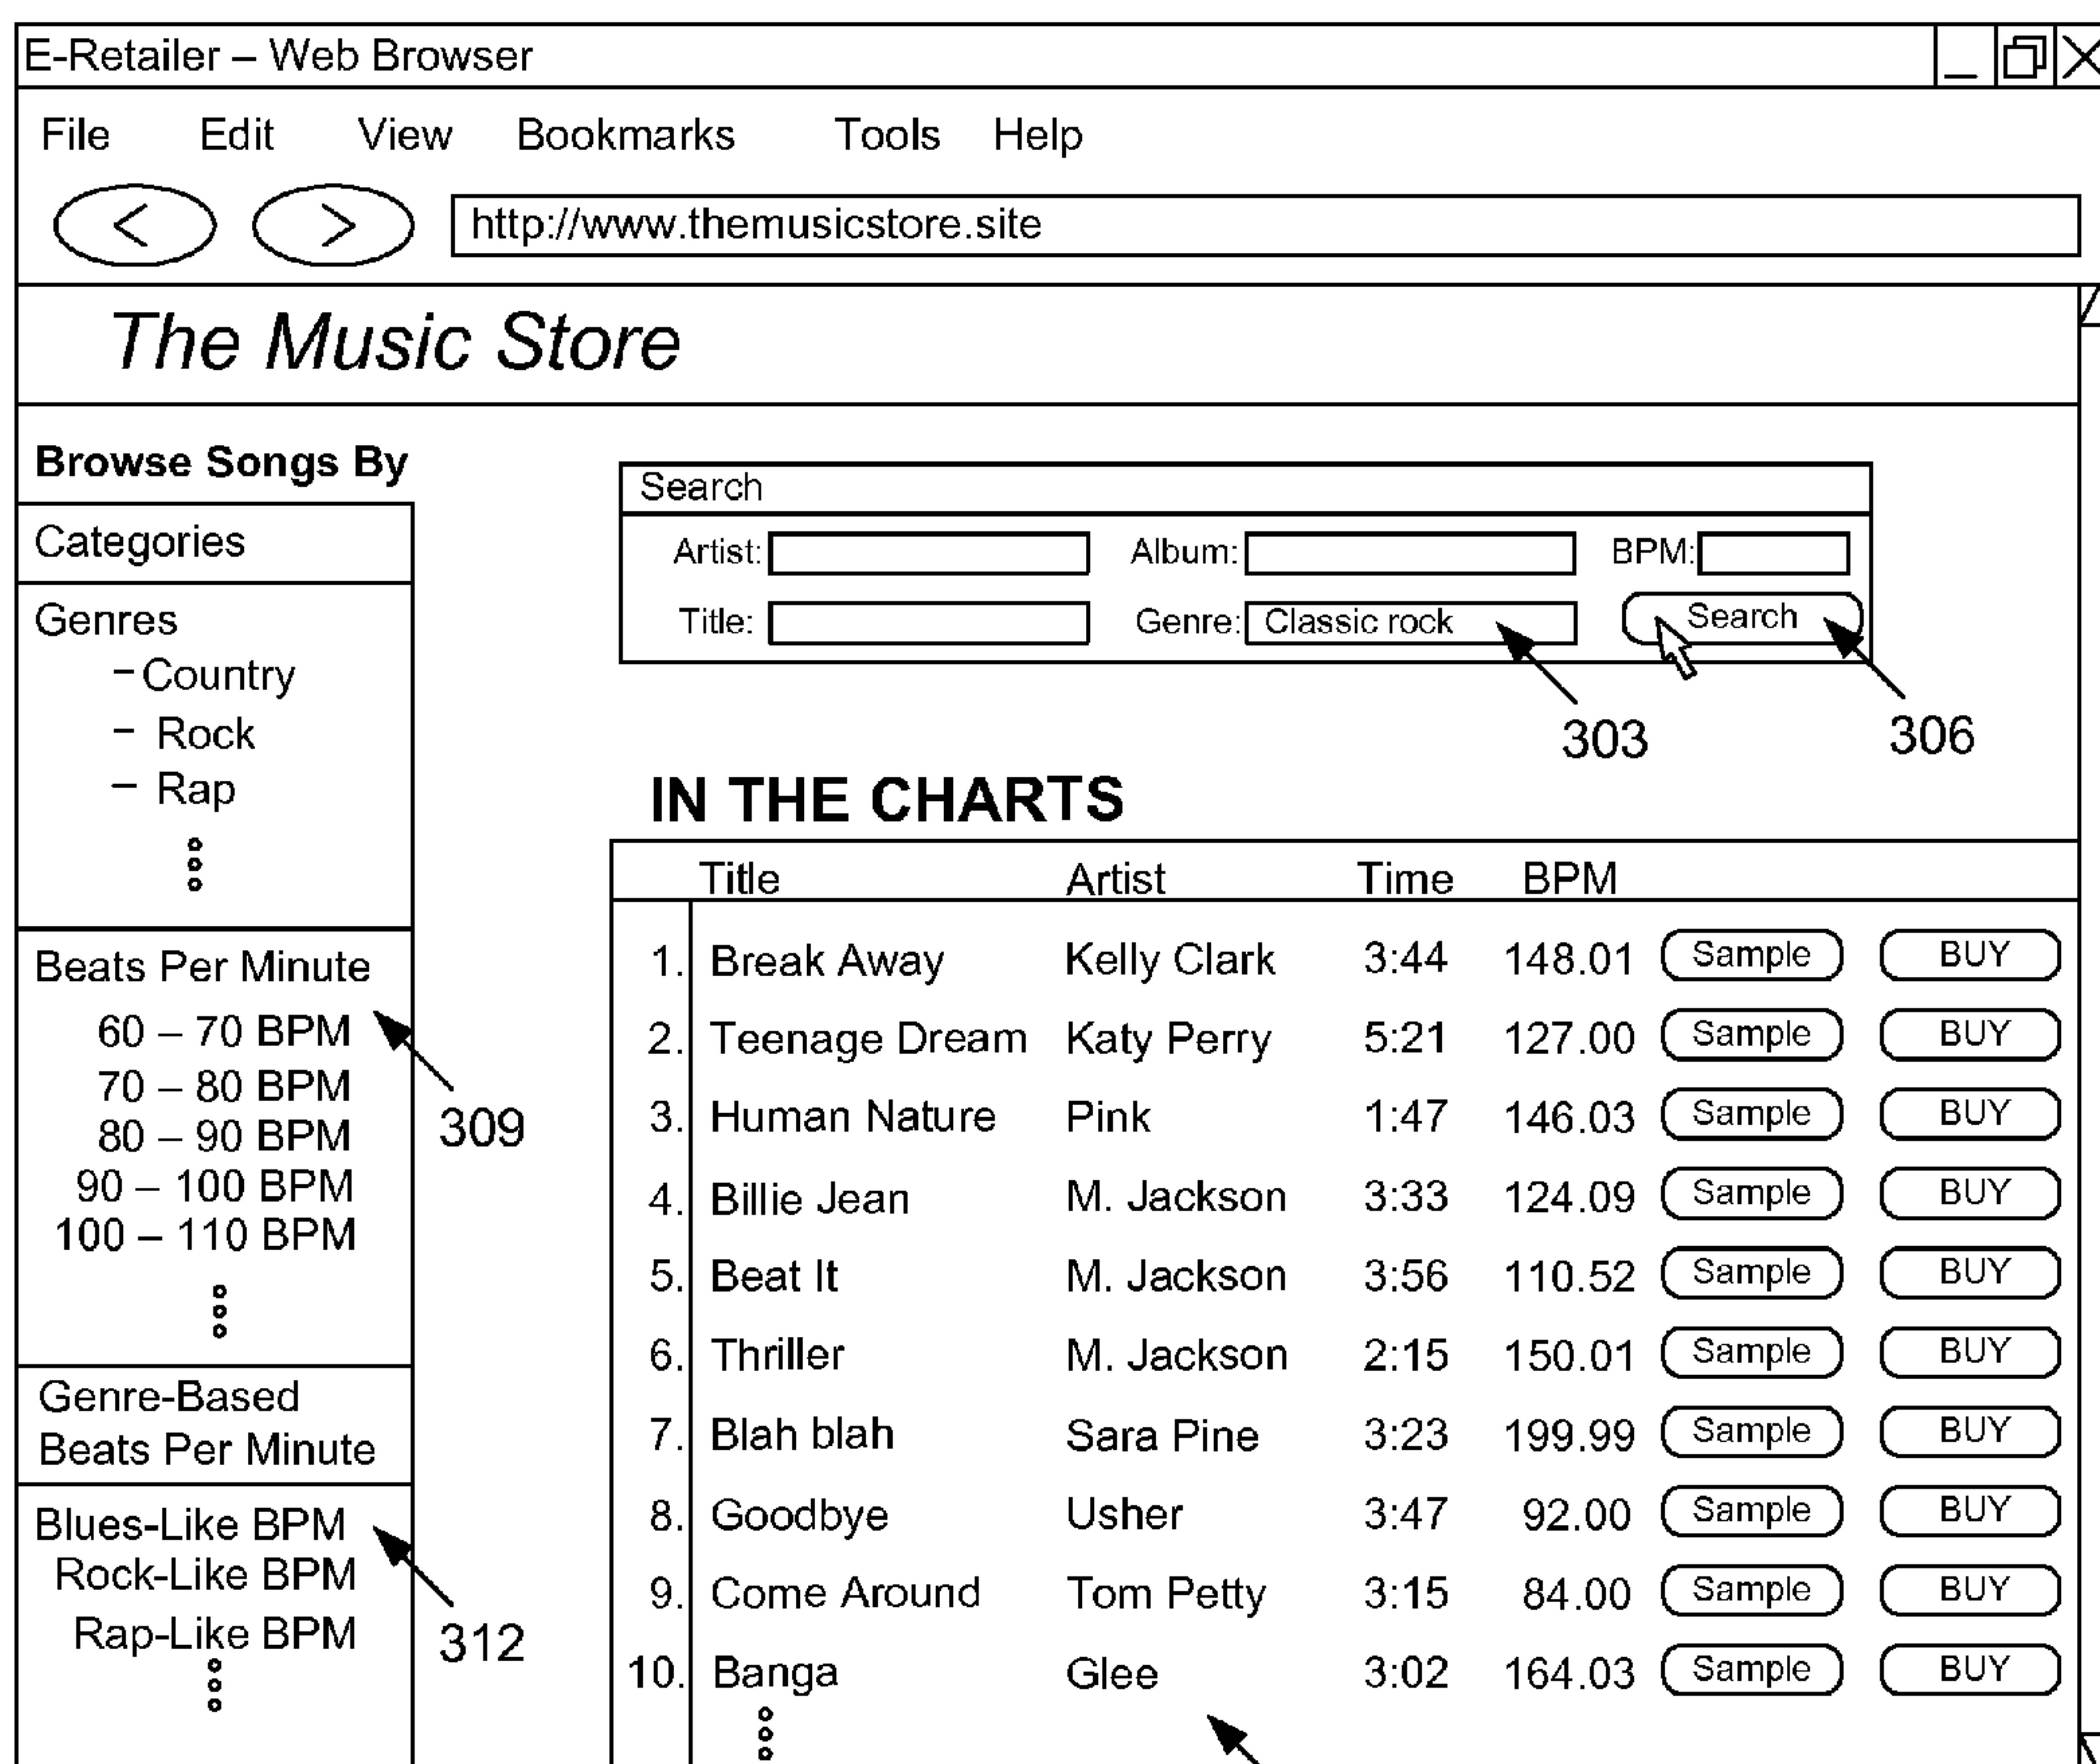 E-Retailer – Web Browser
File Edit View Bookmarks Tools Help
< > http://www.themusicstore.site
The Music Store
Browse Songs By
Categories
Genres
– Country
– Rock
– Rap
Beats Per Minute
60 – 70 BPM
70 – 80 BPM
80 – 90 BPM
90 – 100 BPM
100 – 110 BPM
309
Genre-Based
Beats Per Minute
Blues-Like BPM
Rock-Like BPM
Rap-Like BPM
312
Search
Artist: Album: BPM:
Title: Genre: Classic rock Search
303 306
IN THE CHARTS
Title Artist Time BPM
1. Break Away Kelly Clark 3:44 148.01 Sample BUY
2. Teenage Dream Katy Perry 5:21 127.00 Sample BUY
3. Human Nature Pink 1:47 146.03 Sample BUY
4. Billie Jean M. Jackson 3:33 124.09 Sample BUY
5. Beat It M. Jackson 3:56 110.52 Sample BUY
6. Thriller M. Jackson 2:15 150.01 Sample BUY
7. Blah blah Sara Pine 3:23 199.99 Sample BUY
8. Goodbye Usher 3:47 92.00 Sample BUY
9. Come Around Tom Petty 3:15 84.00 Sample BUY
10. Banga Glee 3:02 164.03 Sample BUY